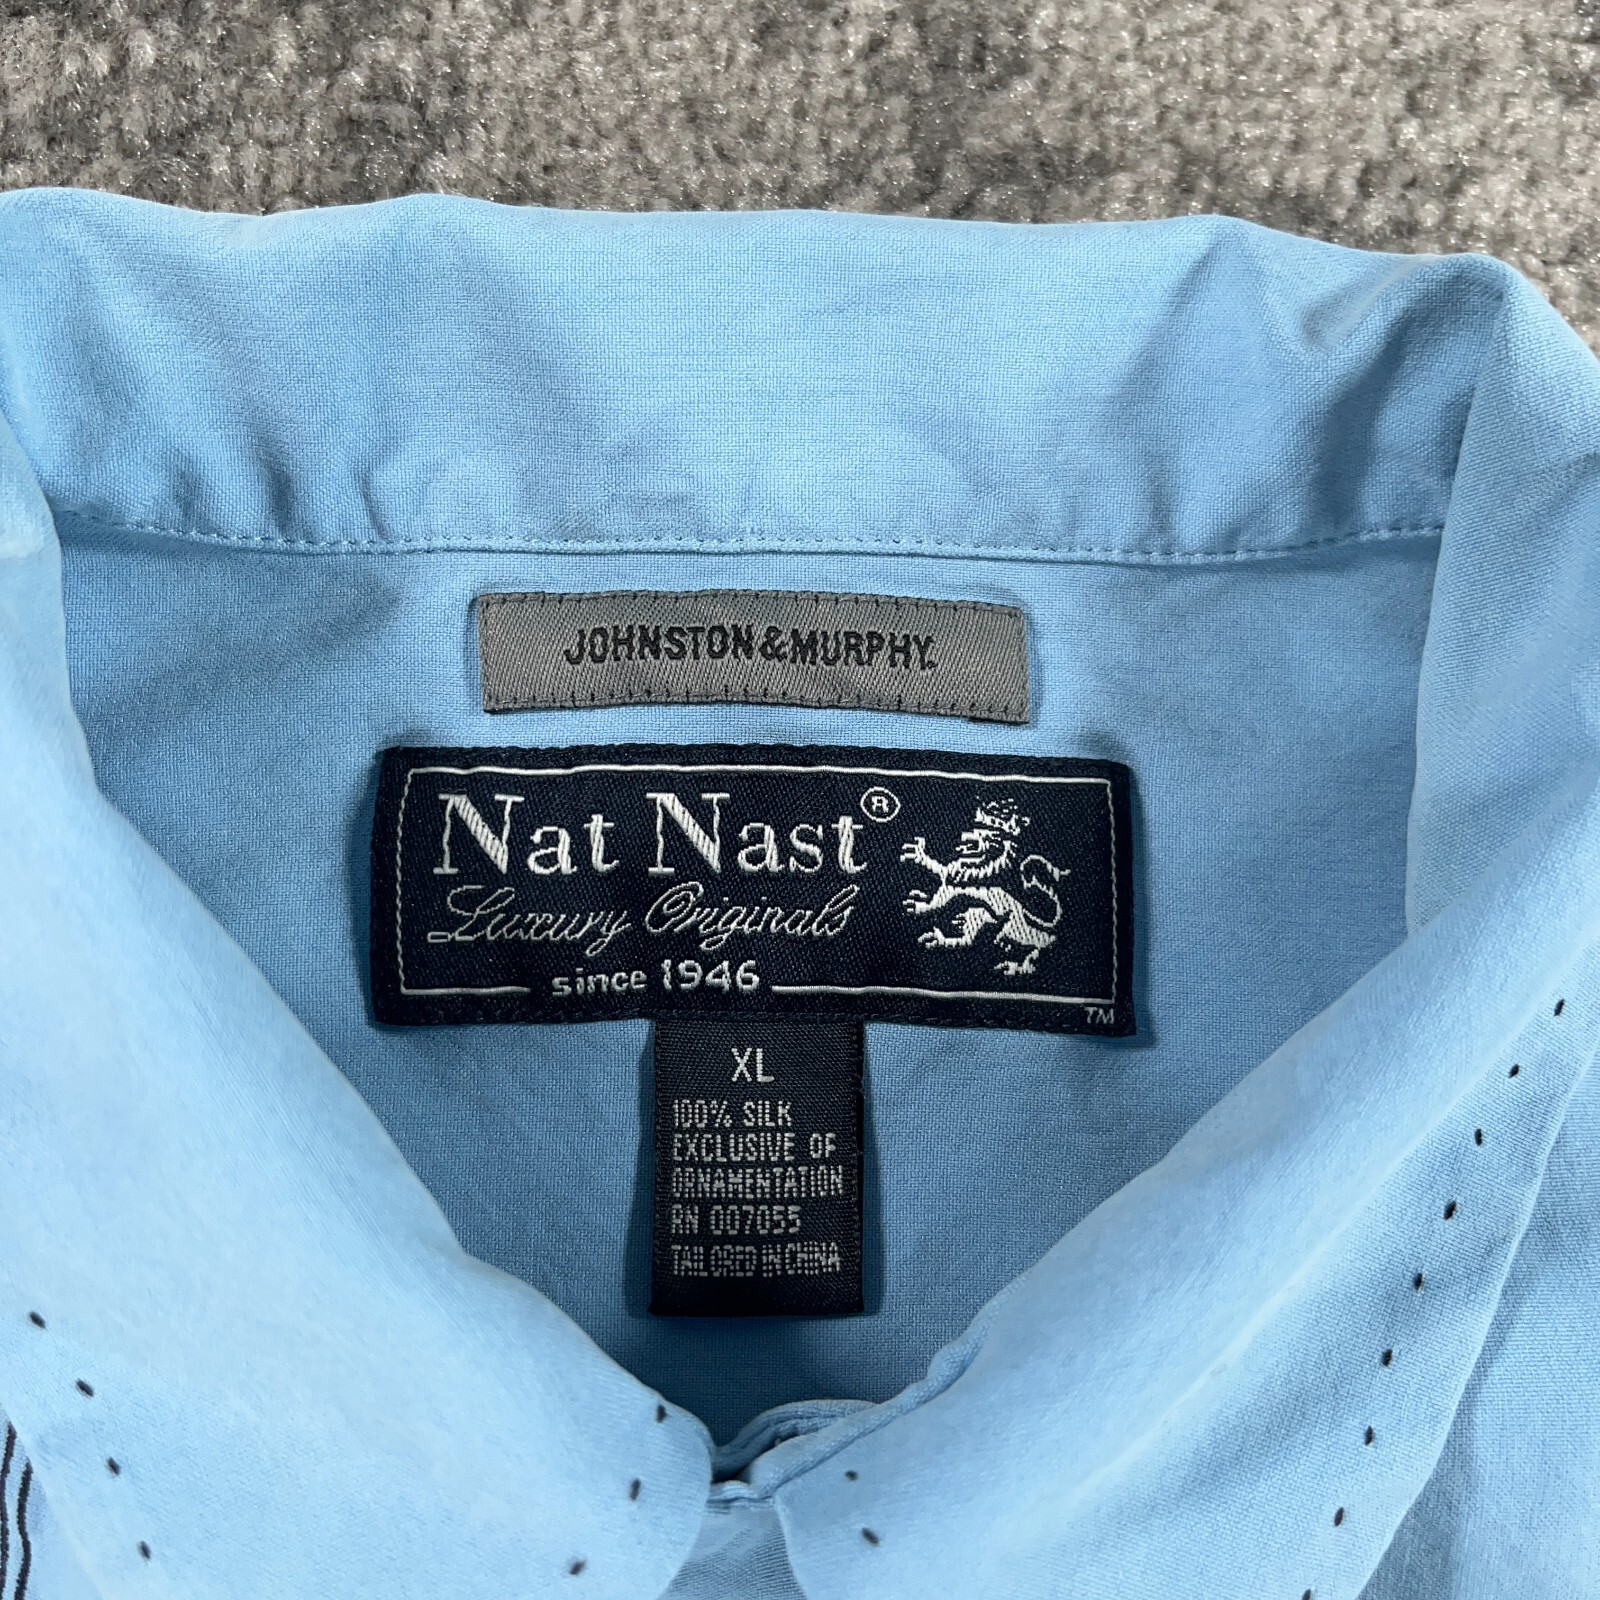 JOHNSTON&MURPHY.
Nat Nast®
Luxury Originals
since 1946
TM
XL
100% SILK
EXCLUSIVE OF
ORNAMENTATION
RN 007055
TAILORED IN CHINA